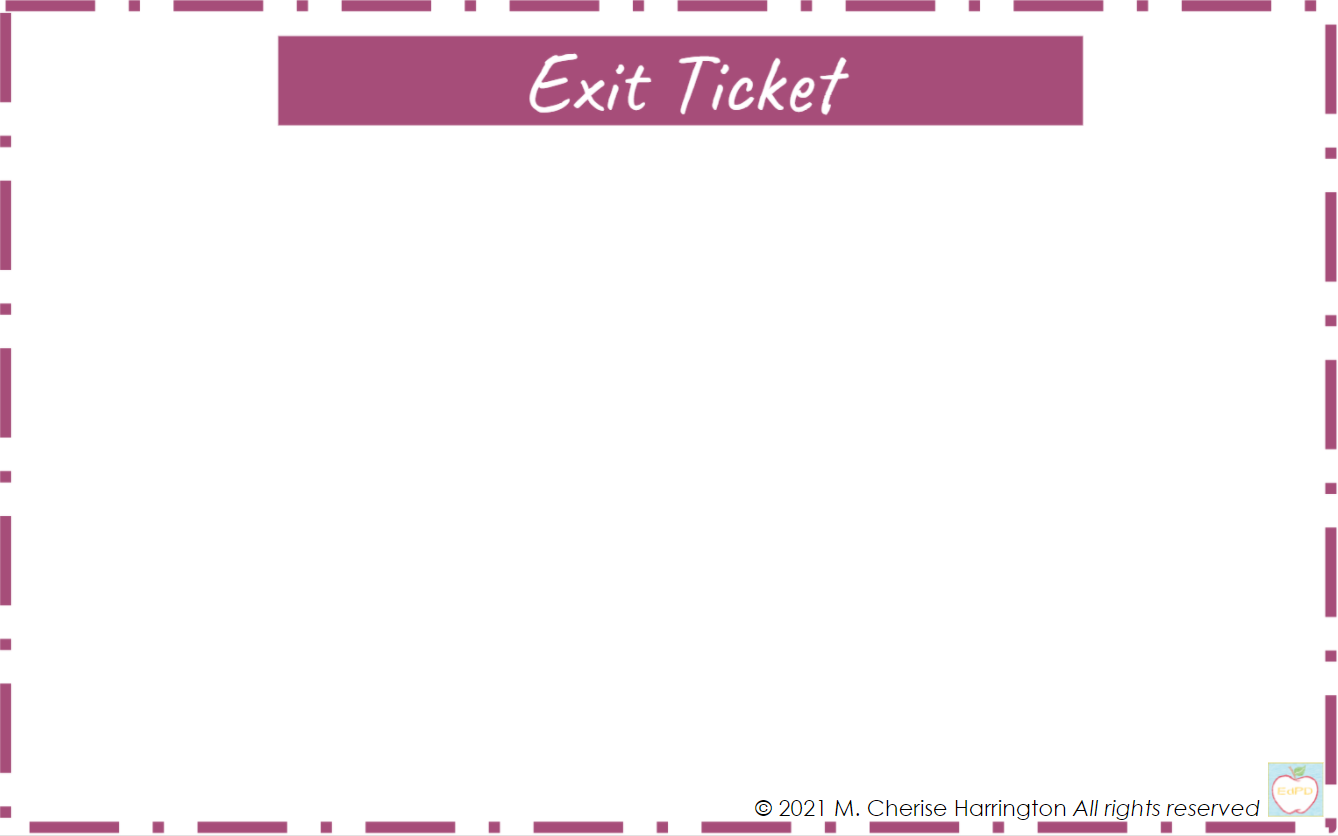 Exit Ticket
© 2021 M. Cherise Harrington All rights reserved
EdPD